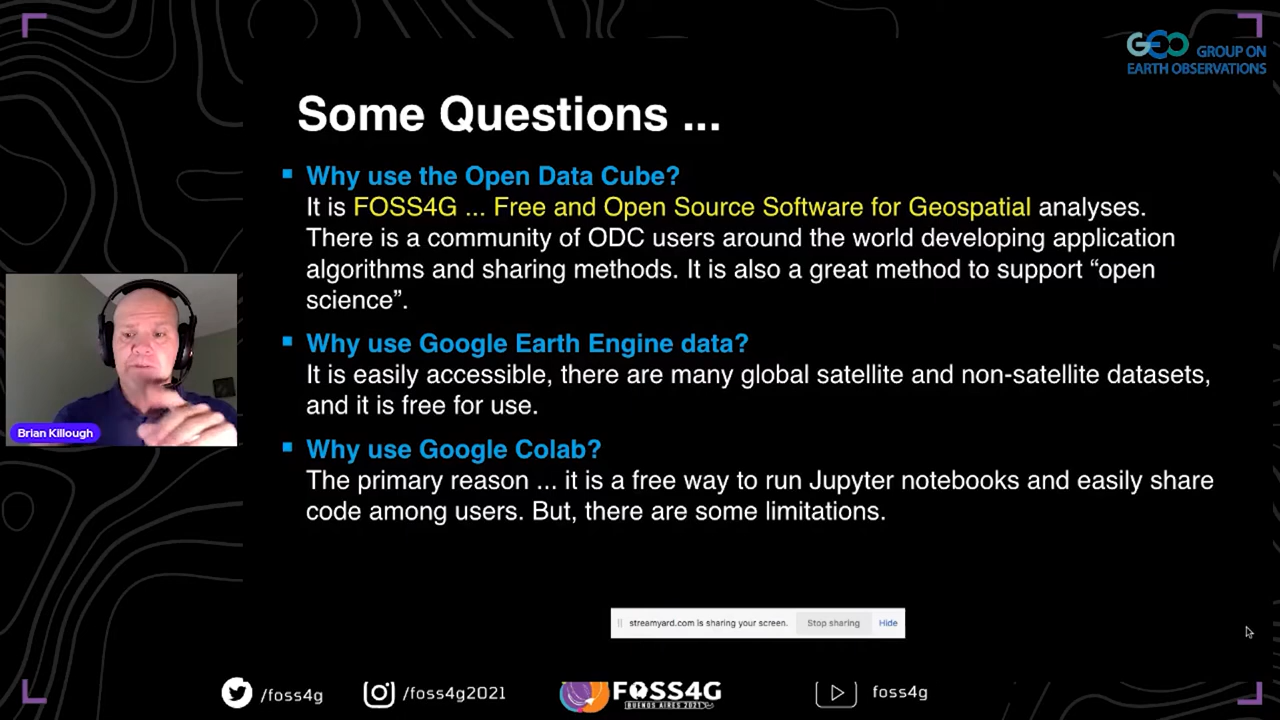 GEO GROUP ON
EARTH OBSERVATIONS
Some Questions ...
Why use the Open Data Cube?
It is FOSS4G ... Free and Open Source Software for Geospatial analyses.
There is a community of ODC users around the world developing application
algorithms and sharing methods. It is also a great method to support “open
science”.
Why use Google Earth Engine data?
It is easily accessible, there are many global satellite and non-satellite datasets,
and it is free for use.
Why use Google Colab?
The primary reason ... it is a free way to run Jupyter notebooks and easily share
code among users. But, there are some limitations.
Brian Killough
streamyard.com is sharing your screen. Stop sharing Hide
/foss4g /foss4g2021 FOSS4G foss4g
BUENOS AIRES 2021